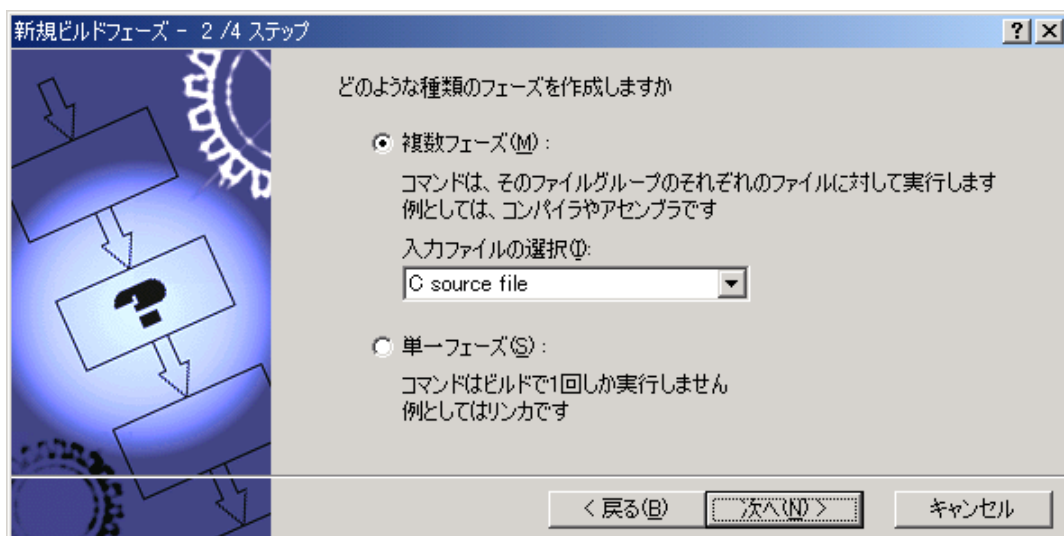 新規ビルドフェーズ - 2 /4 ステップ
どのような種類のフェーズを作成しますか
複数フェーズ(M) :
コマンドは、そのファイルグループのそれぞれのファイルに対して実行します
例としては、コンパイラやアセンブラです
入力ファイルの選択(I):
C source file
単一フェーズ(S) :
コマンドはビルドで1回しか実行しません
例としてはリンカです
< 戻る(B)
次へ(N) >
キャンセル